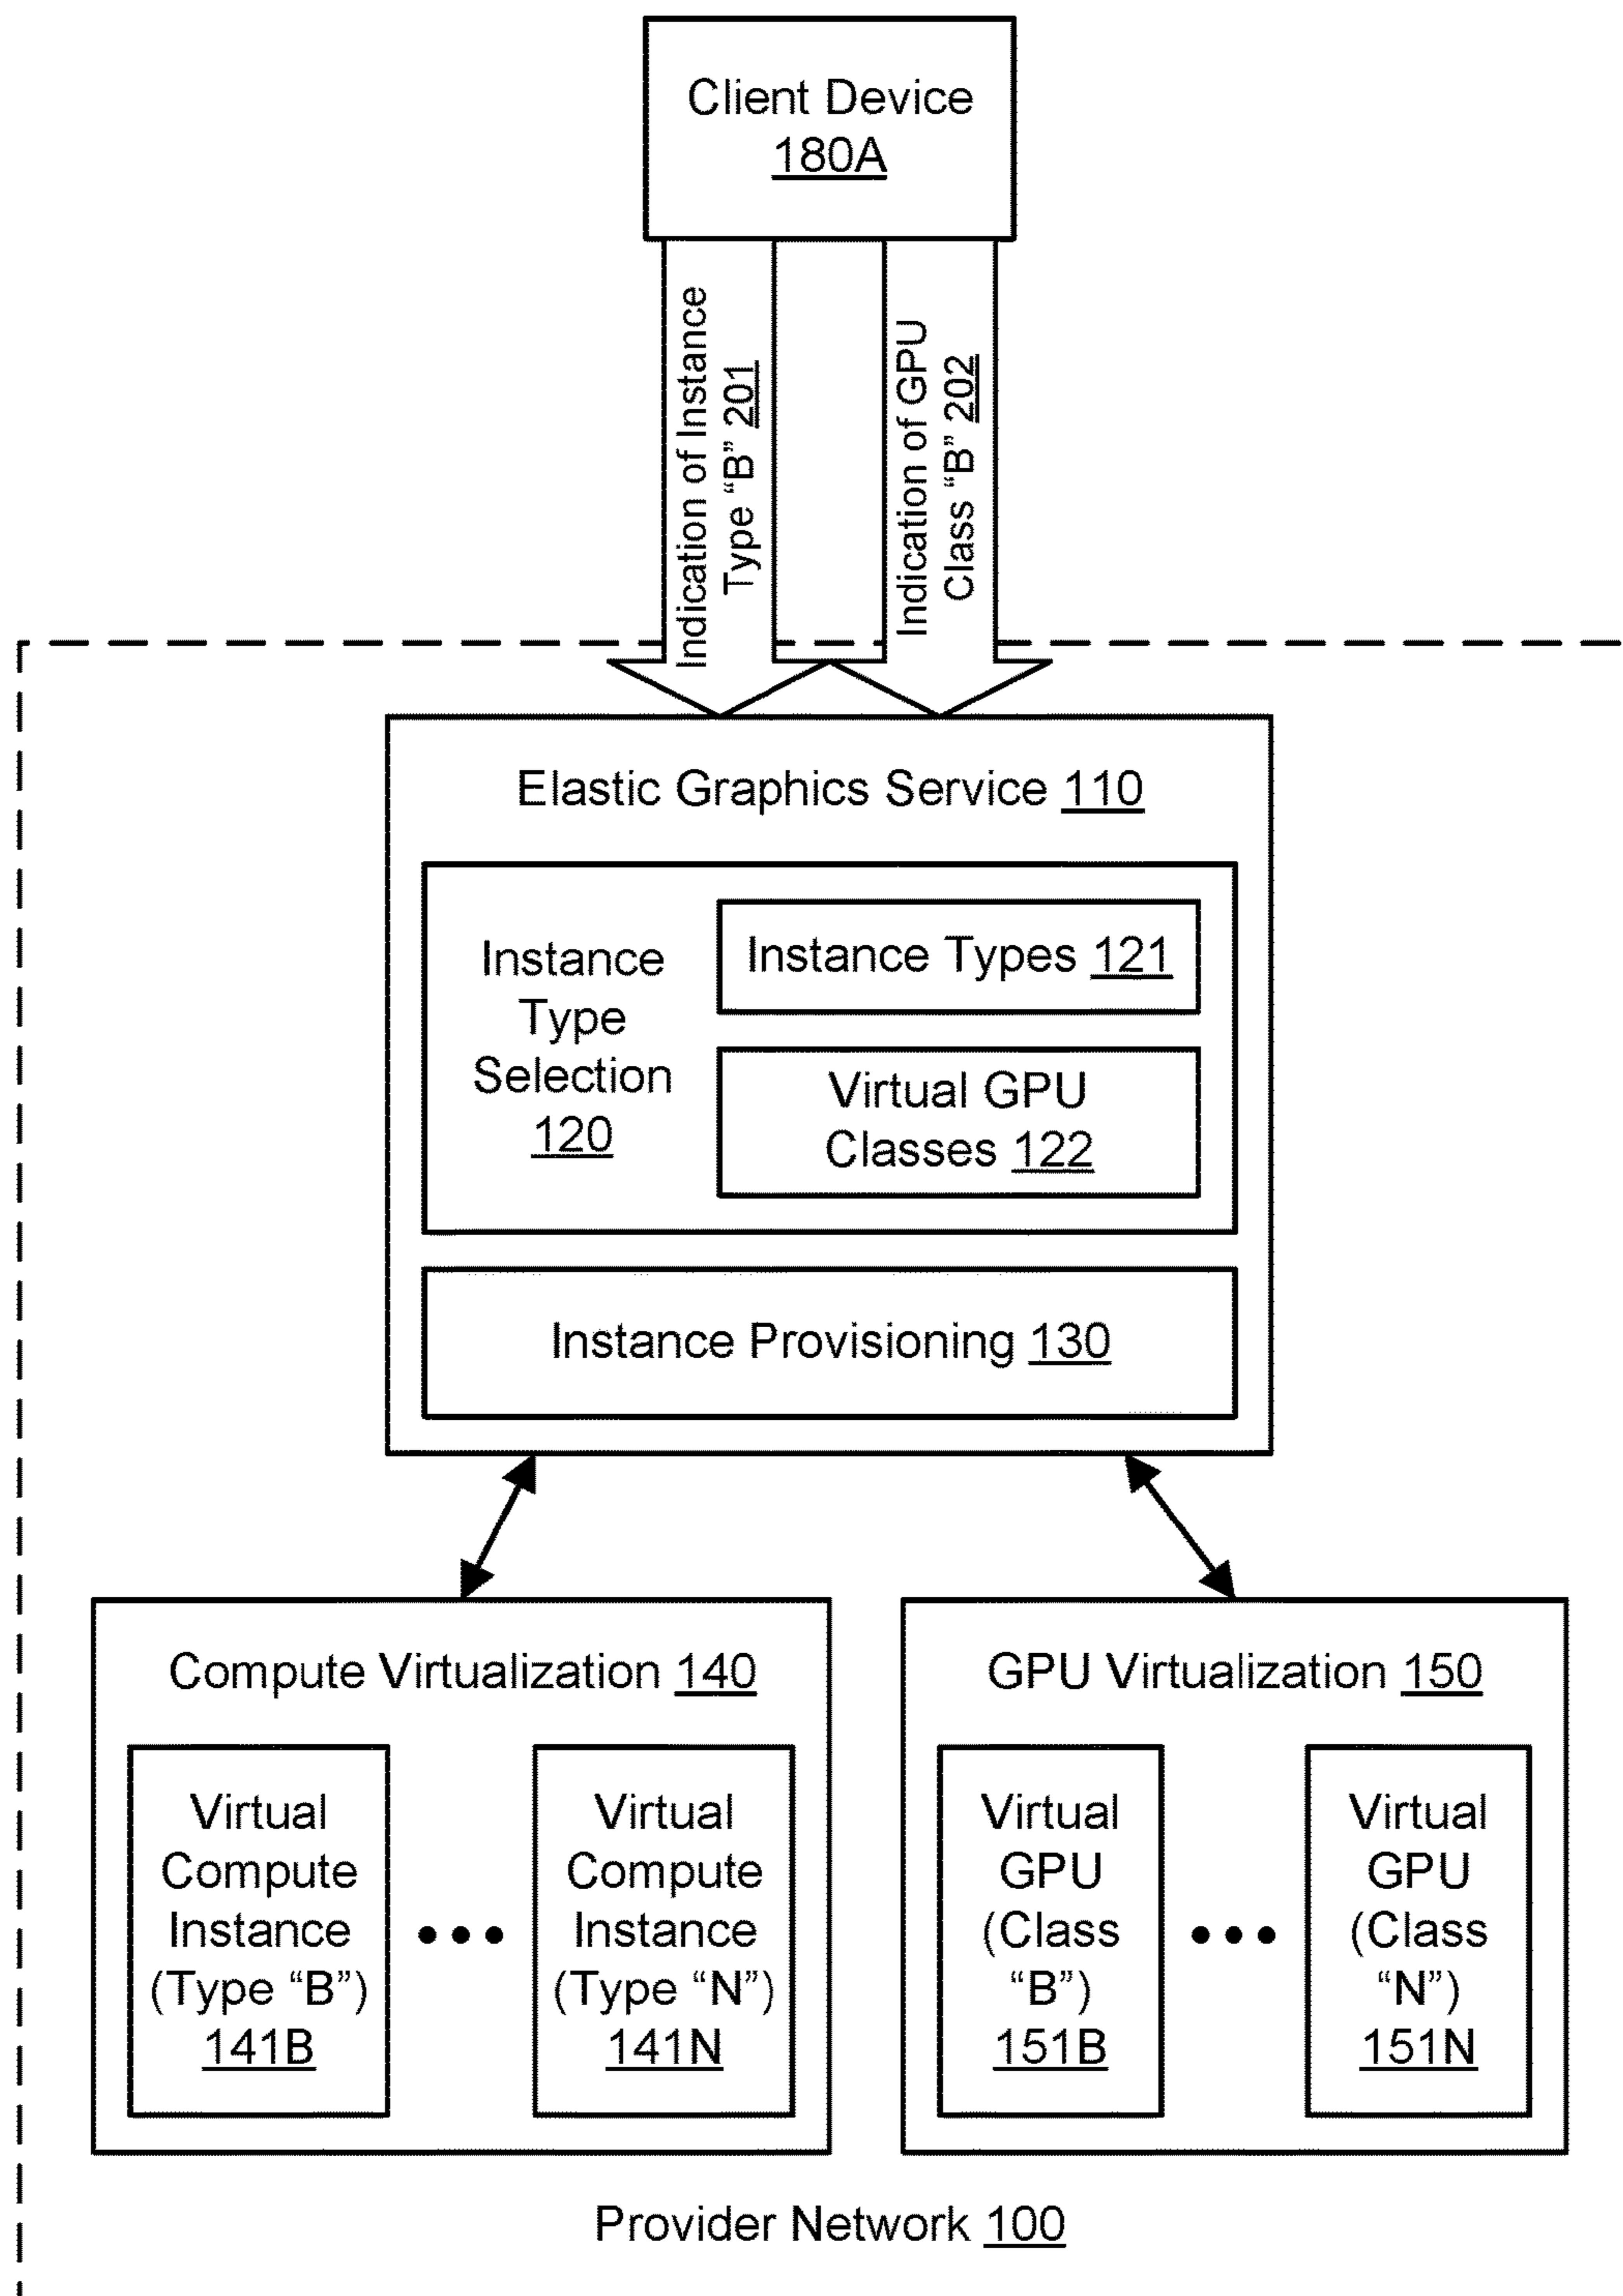 Client Device
180A
Indication of Instance
Type “B” 201
Indication of GPU
Class “B” 202
Elastic Graphics Service 110
Instance
Type
Selection
120
Instance Types 121
Virtual GPU
Classes 122
Instance Provisioning 130
Compute Virtualization 140
Virtual
Compute
Instance
(Type “B”)
141B
Virtual
Compute
Instance
(Type “N”)
141N
GPU Virtualization 150
Virtual
GPU
(Class
“B”)
151B
Virtual
GPU
(Class
“N”)
151N
Provider Network 100